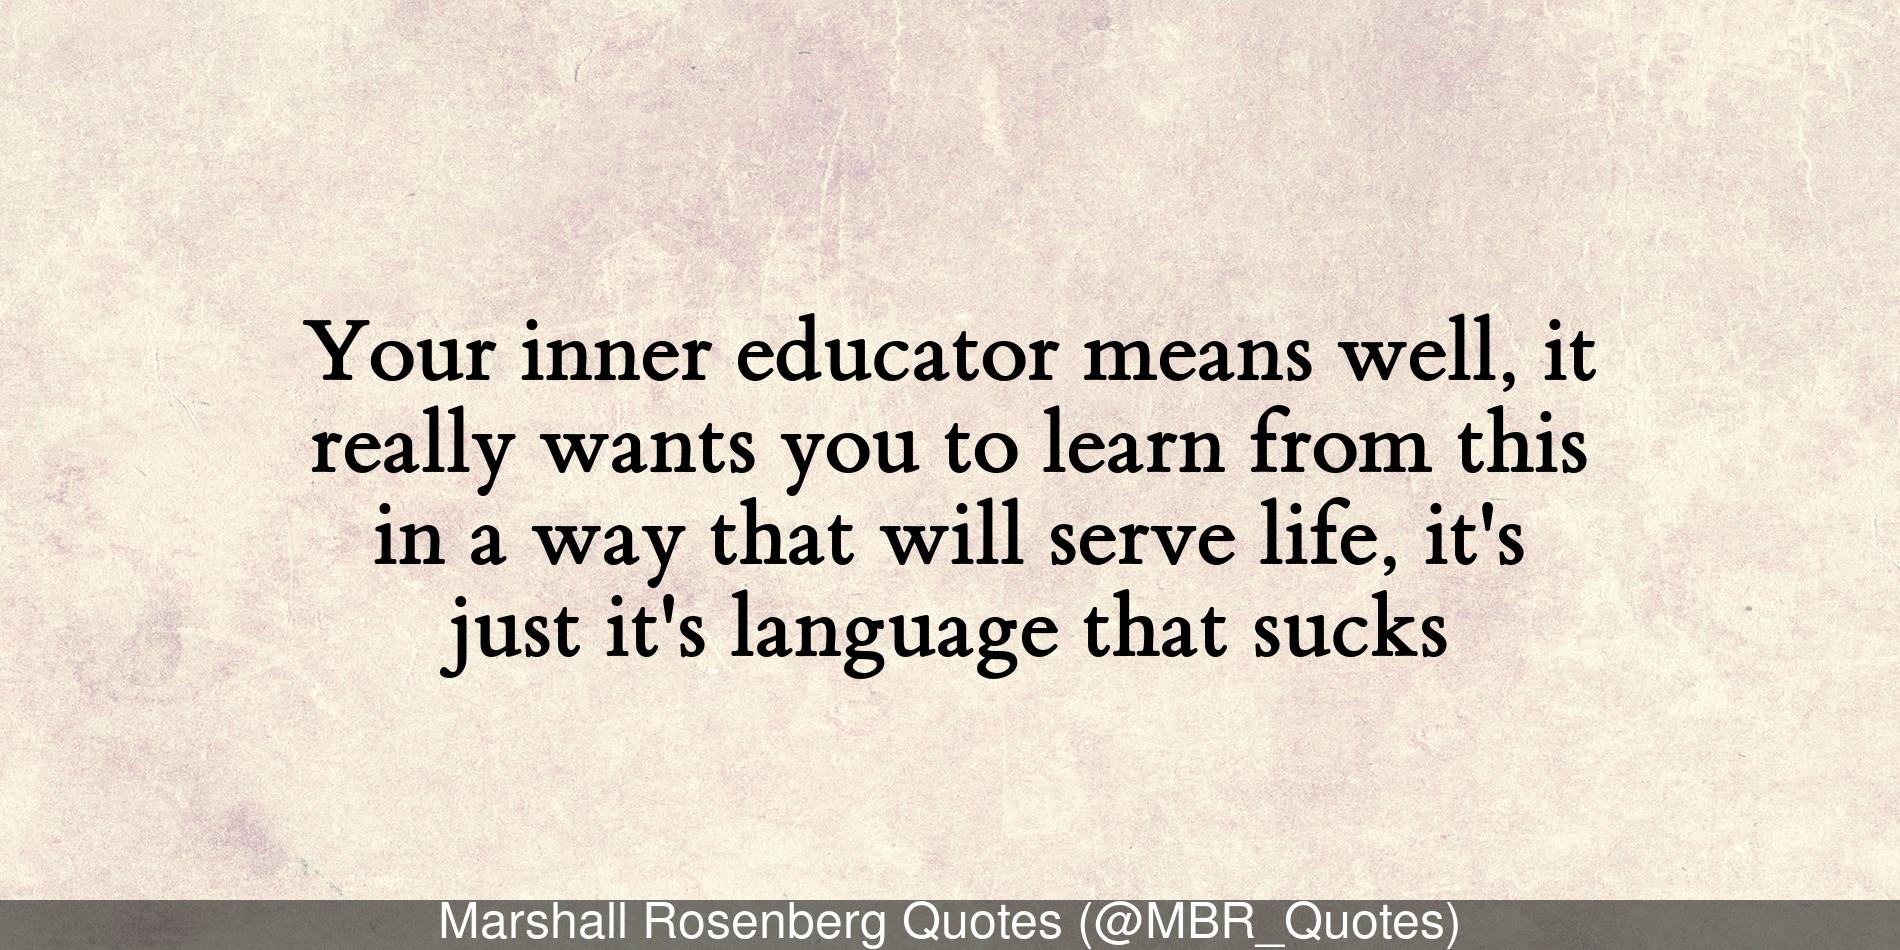 Your inner educator means well, it
really wants you to learn from this
in a way that will serve life, it's
just it's language that sucks
Marshall Rosenberg Quotes (@MBR_Quotes)